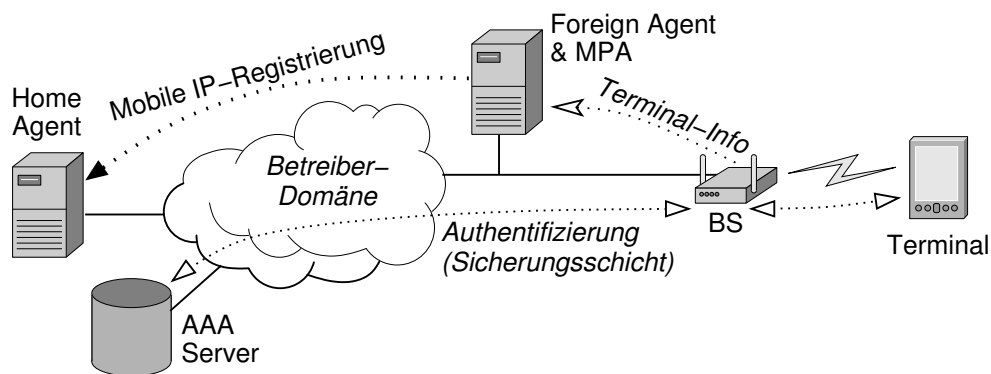 Foreign Agent
& MPA
Mobile IP−Registrierung
Terminal−Info
Home
Agent
Betreiber−
Domäne
BS
Authentifizierung
(Sicherungsschicht)
Terminal
AAA
Server